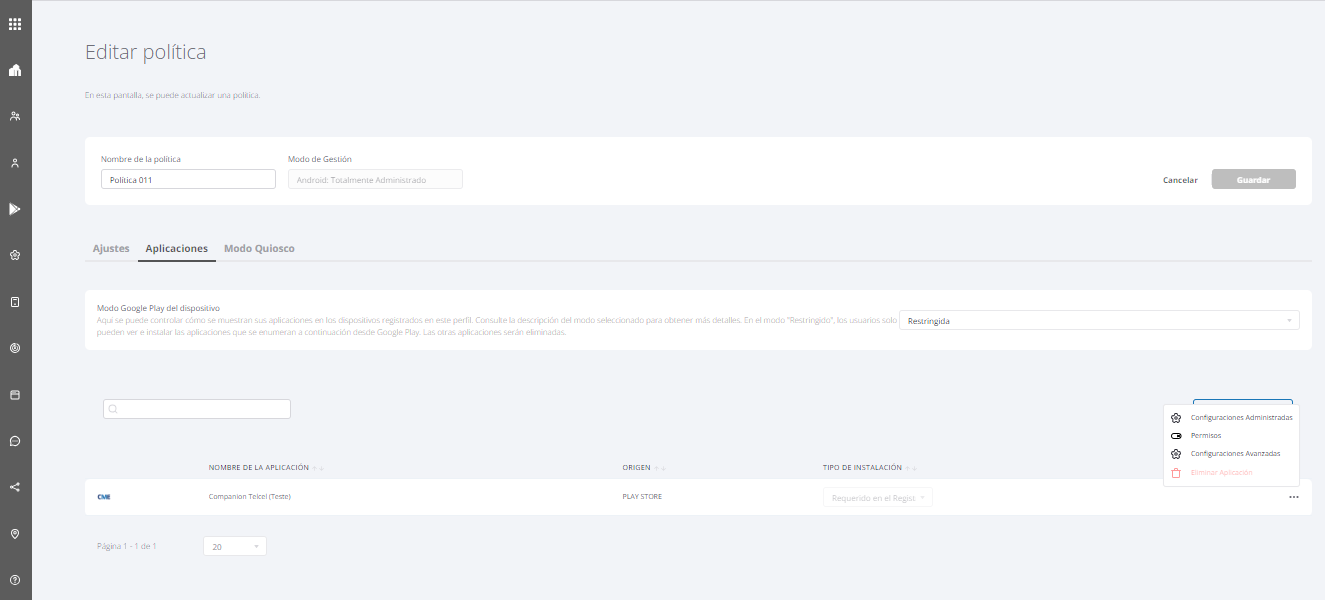 Editar política
En esta pantalla, se puede actualizar una política.
Nombre de la política
Modo de Gestión
Política 011
Android: Totalmente Administrado
Cancelar
Guardar
Ajustes
Aplicaciones
Modo Quiosco
Modo Google Play del dispositivo
Aquí se puede controlar cómo se muestran sus aplicaciones en los dispositivos registrados en este perfil. Consulte la descripción del modo seleccionado para obtener más detalles. En el modo "Restringido", los usuarios solo
pueden ver e instalar las aplicaciones que se enumeran a continuación desde Google Play. Las otras aplicaciones serán eliminadas.
Restringida
Configuraciones Administradas
Permisos
Configuraciones Avanzadas
Eliminar Aplicación
NOMBRE DE LA APLICACIÓN
ORIGEN
TIPO DE INSTALACIÓN
CME
Companion Telcel (Teste)
PLAY STORE
Requerido en el Regist
Página 1 - 1 de 1
20